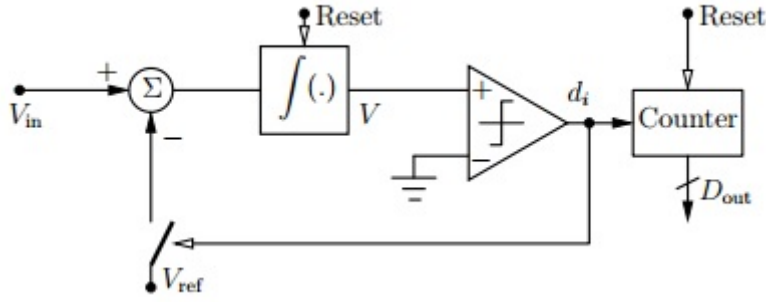 Reset
Reset
+
Σ
∫(.)
V_in
V
+
d_i
Counter
−
−
D_out
V_ref